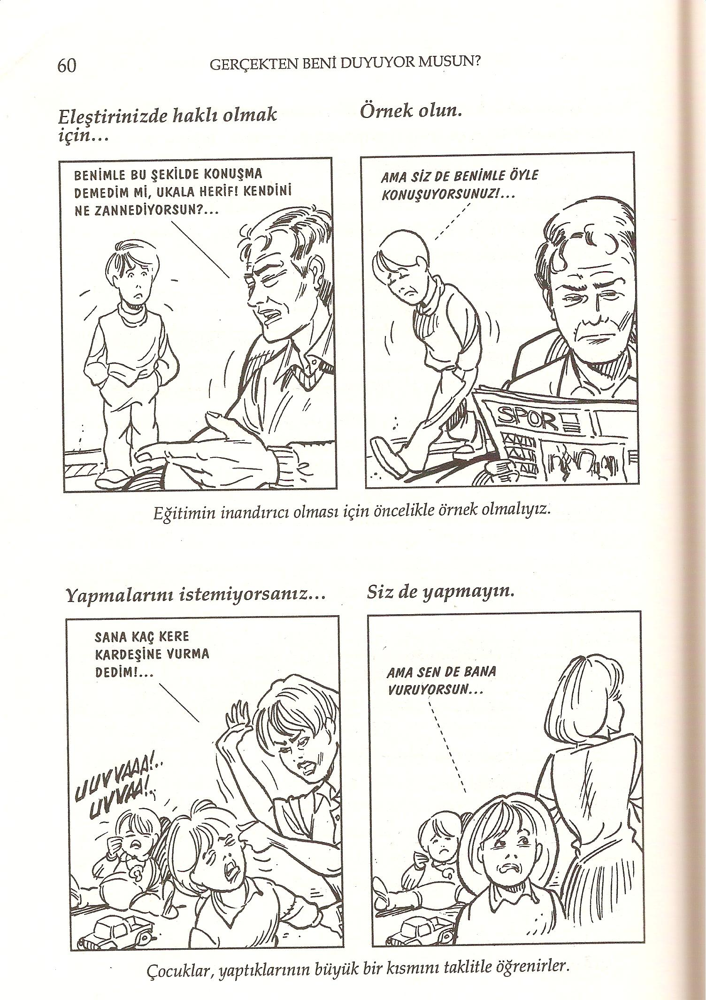 60
GERÇEKTEN BENİ DUYUYOR MUSUN?
Eleştirinizde haklı olmak
için...
Örnek olun.
BENİMLE BU ŞEKİLDE KONUŞMA
DEMEDİM Mİ, UKALA HERİF! KENDİNİ
NE ZANNEDİYORSUN?...
AMA SİZ DE BENİMLE ÖYLE
KONUŞUYORSUNUZ!...
SPOR
Eğitimin inandırıcı olması için öncelikle örnek olmalıyız.
Yapmalarını istemiyorsanız...
Siz de yapmayın.
SANA KAÇ KERE
KARDEŞİNE VURMA
DEDİM!...
UUVVAAA!..
UVVAA!..
AMA SEN DE BANA
VURUYORSUN...
Çocuklar, yaptıklarının büyük bir kısmını taklitle öğrenirler.